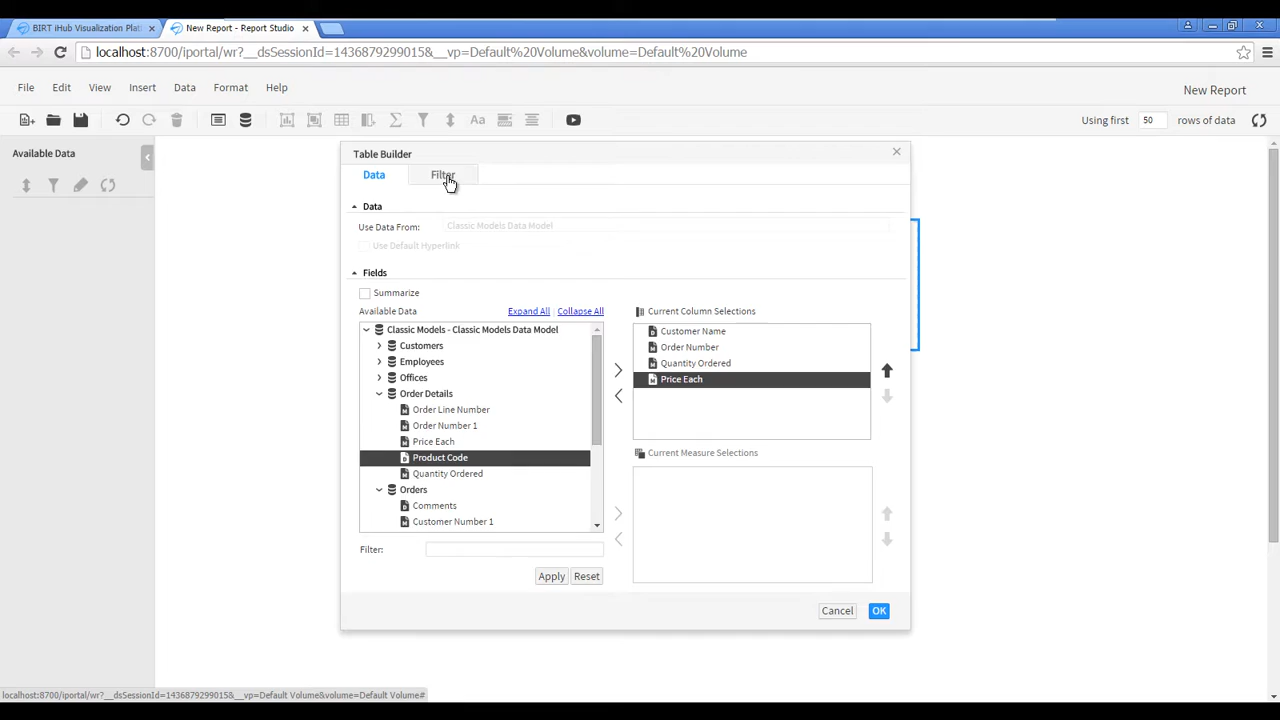 BIRT iHub Visualization Plat
New Report - Report Studio
localhost:8700/iportal/wr?__dsSessionId=1436879299015&__vp=Default%20Volume&volume=Default%20Volume
File Edit View Insert Data Format Help
New Report
Using first 50 rows of data
Available Data
Table Builder
Data Filter
Data
Use Data From: Classic Models Data Model
Use Default Hyperlink
Fields
Summarize
Available Data Expand All Collapse All
Current Column Selections
Classic Models - Classic Models Data Model
Customers
Employees
Offices
Order Details
Order Line Number
Order Number 1
Price Each
Product Code
Quantity Ordered
Orders
Comments
Customer Number 1
Customer Name
Order Number
Quantity Ordered
Price Each
Current Measure Selections
Filter:
Apply Reset
Cancel OK
localhost:8700/iportal/wr?__dsSessionId=1436879299015&__vp=Default Volume&volume=Default Volume#